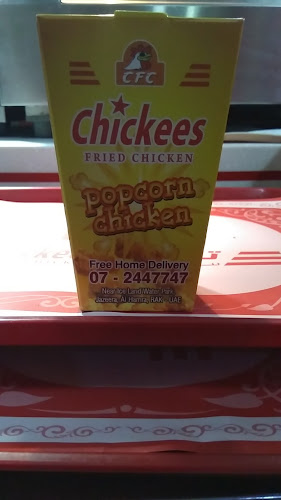 CFC
Chickees
FRIED CHICKEN
popcorn
chicken
Free Home Delivery
07 - 2447747
Near Ice Land Water Park
Jazeera Al Hamra, RAK - UAE